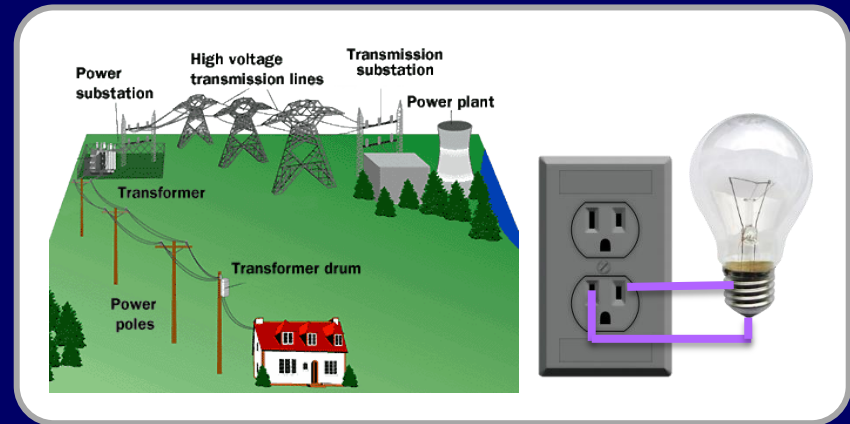 Power
substation
High voltage
transmission lines
Transmission
substation
Power plant
Transformer
Transformer drum
Power
poles